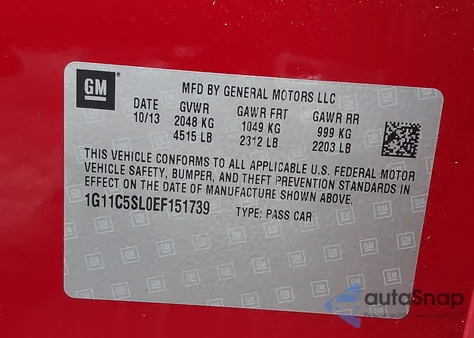 GM
MFD BY GENERAL MOTORS LLC
DATE GVWR GAWR FRT GAWR RR
10/13 2048 KG 1049 KG 999 KG
4515 LB 2312 LB 2203 LB
THIS VEHICLE CONFORMS TO ALL APPLICABLE U.S. FEDERAL MOTOR
VEHICLE SAFETY, BUMPER, AND THEFT PREVENTION STANDARDS IN
EFFECT ON THE DATE OF MANUFACTURE SHOWN ABOVE.
1G11C5SL0EF151739 TYPE: PASS CAR
autoSnap